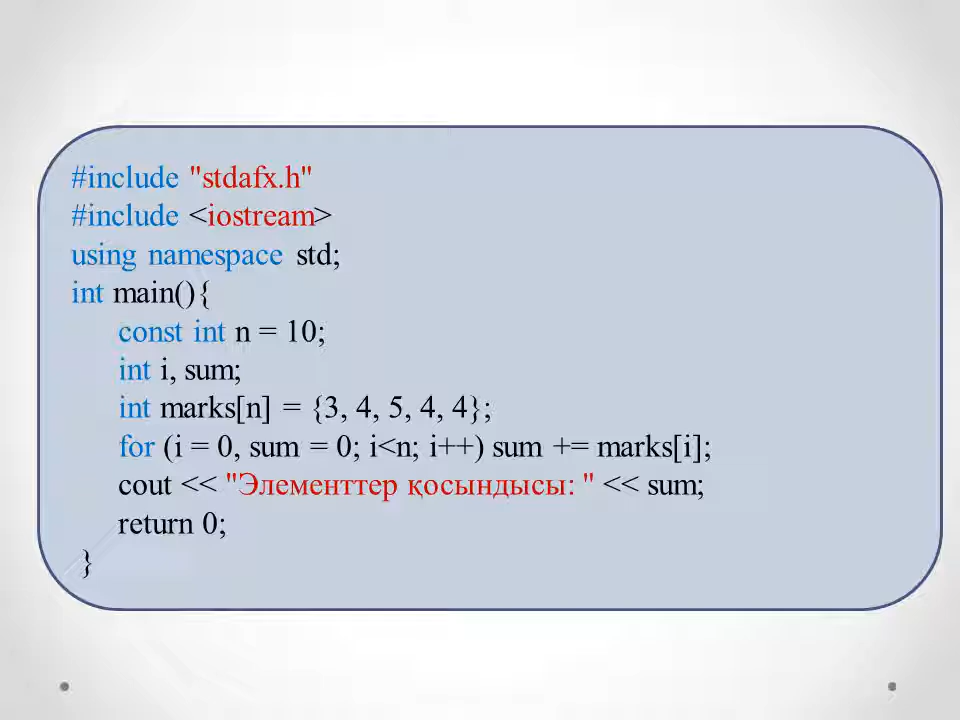 #include "stdafx.h"
#include <iostream>
using namespace std;
int main(){
const int n = 10;
int i, sum;
int marks[n] = {3, 4, 5, 4, 4};
for (i = 0, sum = 0; i<n; i++) sum += marks[i];
cout << "Элементтер қосындысы: " << sum;
return 0;
}